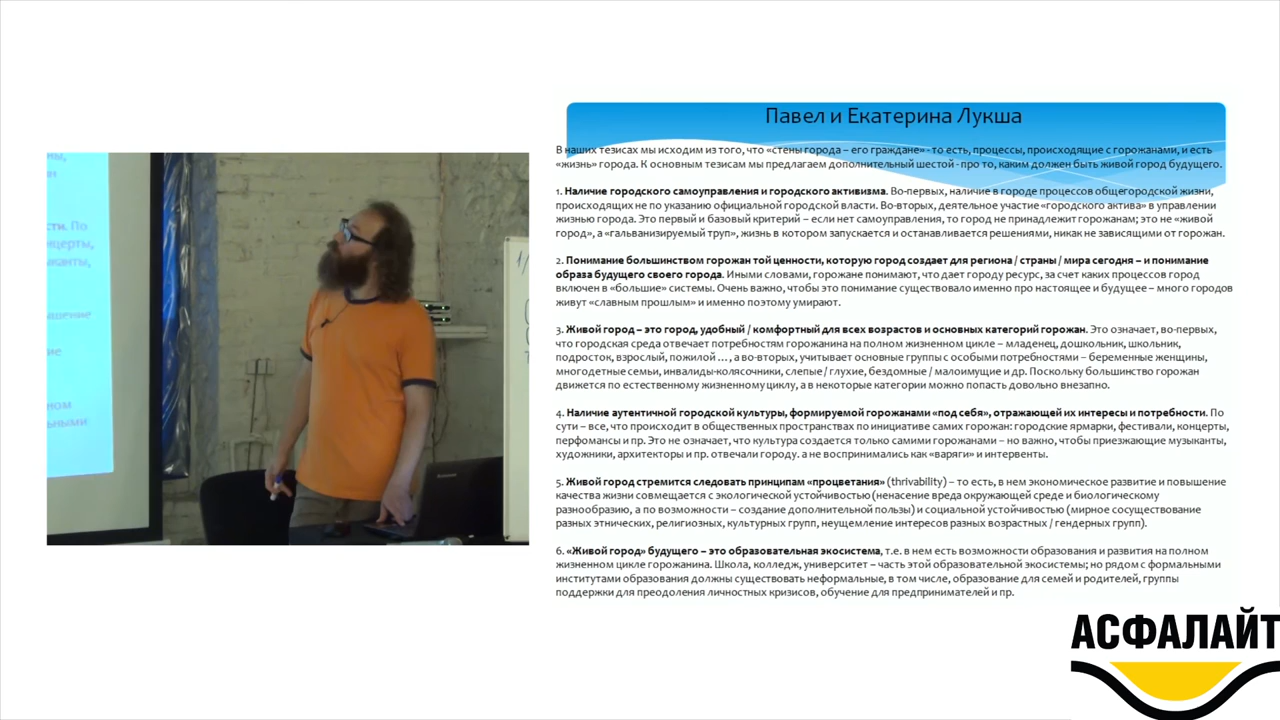 Павел и Екатерина Лукша
В наших тезисах мы исходим из того, что «стены города – его граждане» - то есть, процессы, происходящие с горожанами, и есть
«жизнь» города. К основным тезисам мы предлагаем дополнительный шестой - про то, каким должен быть живой город будущего.
1. Наличие городского самоуправления и городского активизма. Во-первых, наличие в городе процессов общегородской жизни,
происходящих не по указанию официальной городской власти. Во-вторых, деятельное участие «городского актива» в управлении
жизнью города. Это первый и базовый критерий – если нет самоуправления, то город не принадлежит горожанам; это не «живой
город», а «гальванизируемый труп», жизнь в котором запускается и останавливается решениями, никак не зависящими от горожан.
2. Понимание большинством горожан той ценности, которую город создает для региона / страны / мира сегодня – и понимание
образа будущего своего города. Иными словами, горожане понимают, что дает городу ресурс, за счет каких процессов город
включен в «большие» системы. Очень важно, чтобы это понимание существовало именно про настоящее и будущее – много городов
живут «славным прошлым» и именно поэтому умирают.
3. Живой город – это город, удобный / комфортный для всех возрастов и основных категорий горожан. Это означает, во-первых,
что городская среда отвечает потребностям горожанина на полном жизненном цикле – младенец, дошкольник, школьник,
подросток, взрослый, пожилой ..., а во-вторых, учитывает основные группы с особыми потребностями – беременные женщины,
многодетные семьи, инвалиды-колясочники, слепые / глухие, бездомные / малоимущие и др. Поскольку большинство горожан
движется по естественному жизненному циклу, а в некоторые категории можно попасть довольно внезапно.
4. Наличие аутентичной городской культуры, формируемой горожанами «под себя», отражающей их интересы и потребности. По
сути – все, что происходит в общественных пространствах по инициативе самих горожан: городские ярмарки, фестивали, концерты,
перфомансы и пр. Это не означает, что культура создается только самими горожанами – но важно, чтобы приезжающие музыканты,
художники, архитекторы и пр. отвечали городу. а не воспринимались как «варяги» и интервенты.
5. Живой город стремится следовать принципам «процветания» (thrivability) – то есть, в нем экономическое развитие и повышение
качества жизни совмещается с экологической устойчивостью (ненасение вреда окружающей среде и биологическому
разнообразию, а по возможности – создание дополнительной пользы) и социальной устойчивостью (мирное сосуществование
разных этнических, религиозных, культурных групп, неущемление интересов разных возрастных / гендерных групп).
6. «Живой город» будущего – это образовательная экосистема, т.е. в нем есть возможности образования и развития на полном
жизненном цикле горожанина. Школа, колледж, университет – часть этой образовательной экосистемы; но рядом с формальными
институтами образования должны существовать неформальные, в том числе, образование для семей и родителей, группы
поддержки для преодоления личностных кризисов, обучение для предпринимателей и пр.
АСФАЛАЙТ